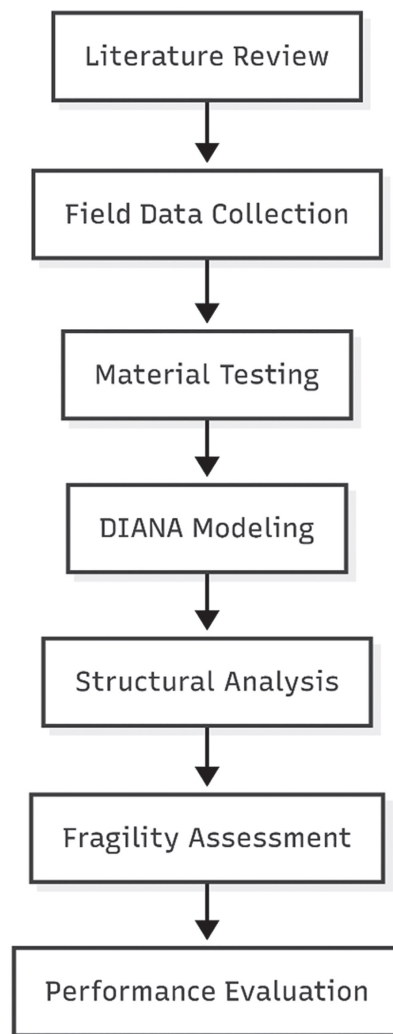 Literature Review
Field Data Collection
Material Testing
DIANA Modeling
Structural Analysis
Fragility Assessment
Performance Evaluation